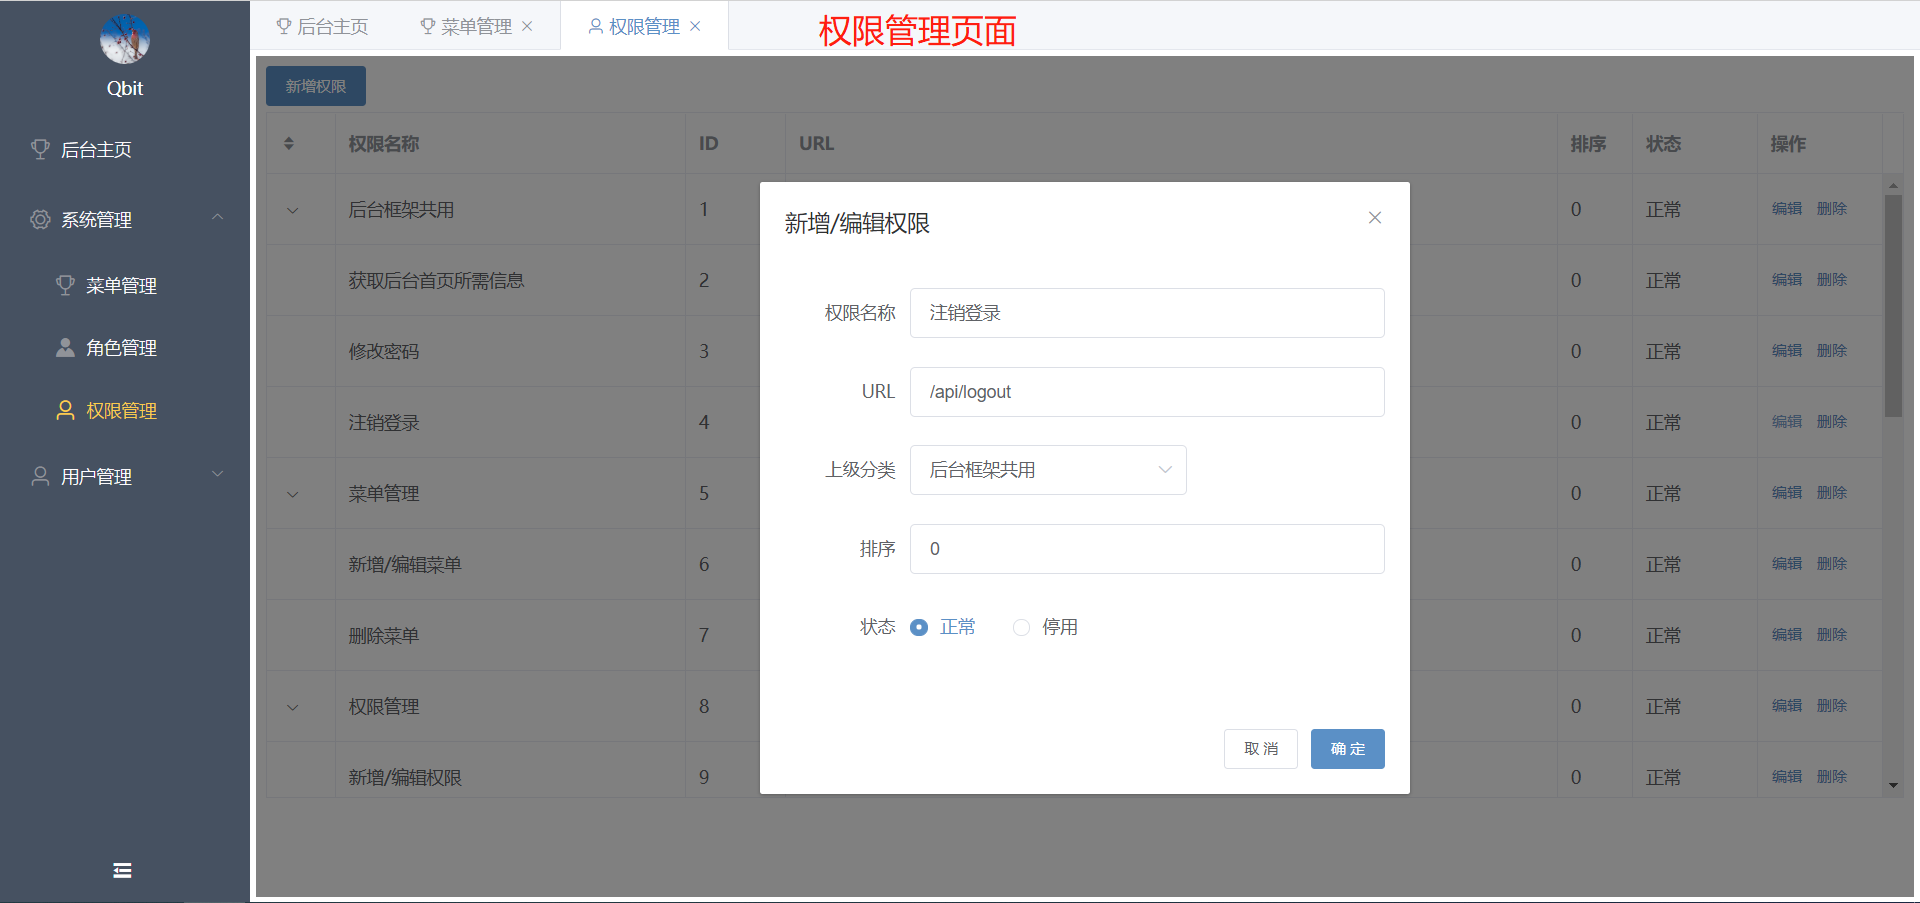 Qbit
后台主页
系统管理
菜单管理
角色管理
权限管理
用户管理
后台主页 菜单管理 权限管理
权限管理页面
新增权限
权限名称 ID URL 排序 状态 操作
后台框架共用 1 0 正常 编辑 删除
获取后台首页所需信息 2 0 正常 编辑 删除
修改密码 3 0 正常 编辑 删除
注销登录 4 0 正常 编辑 删除
菜单管理 5 0 正常 编辑 删除
新增/编辑菜单 6 0 正常 编辑 删除
删除菜单 7 0 正常 编辑 删除
权限管理 8 0 正常 编辑 删除
新增/编辑权限 9 0 正常 编辑 删除
新增/编辑权限
权限名称 注销登录
URL /api/logout
上级分类 后台框架共用
排序 0
状态 正常 停用
取 消 确 定